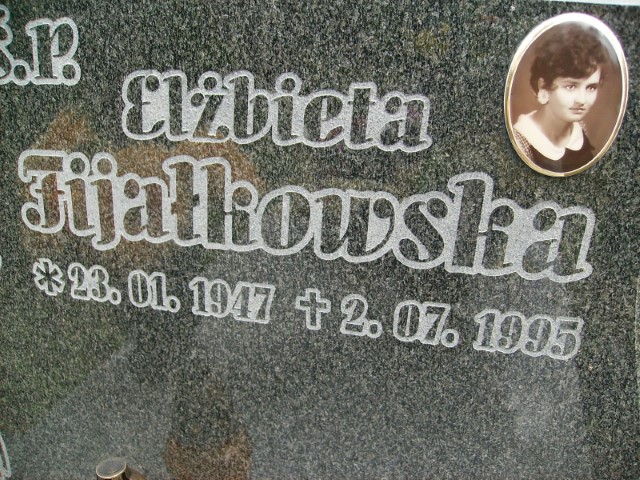 Ś.P.
Elżbieta
Fijałkowska
* 23. 01. 1947 ✝ 2. 07. 1995